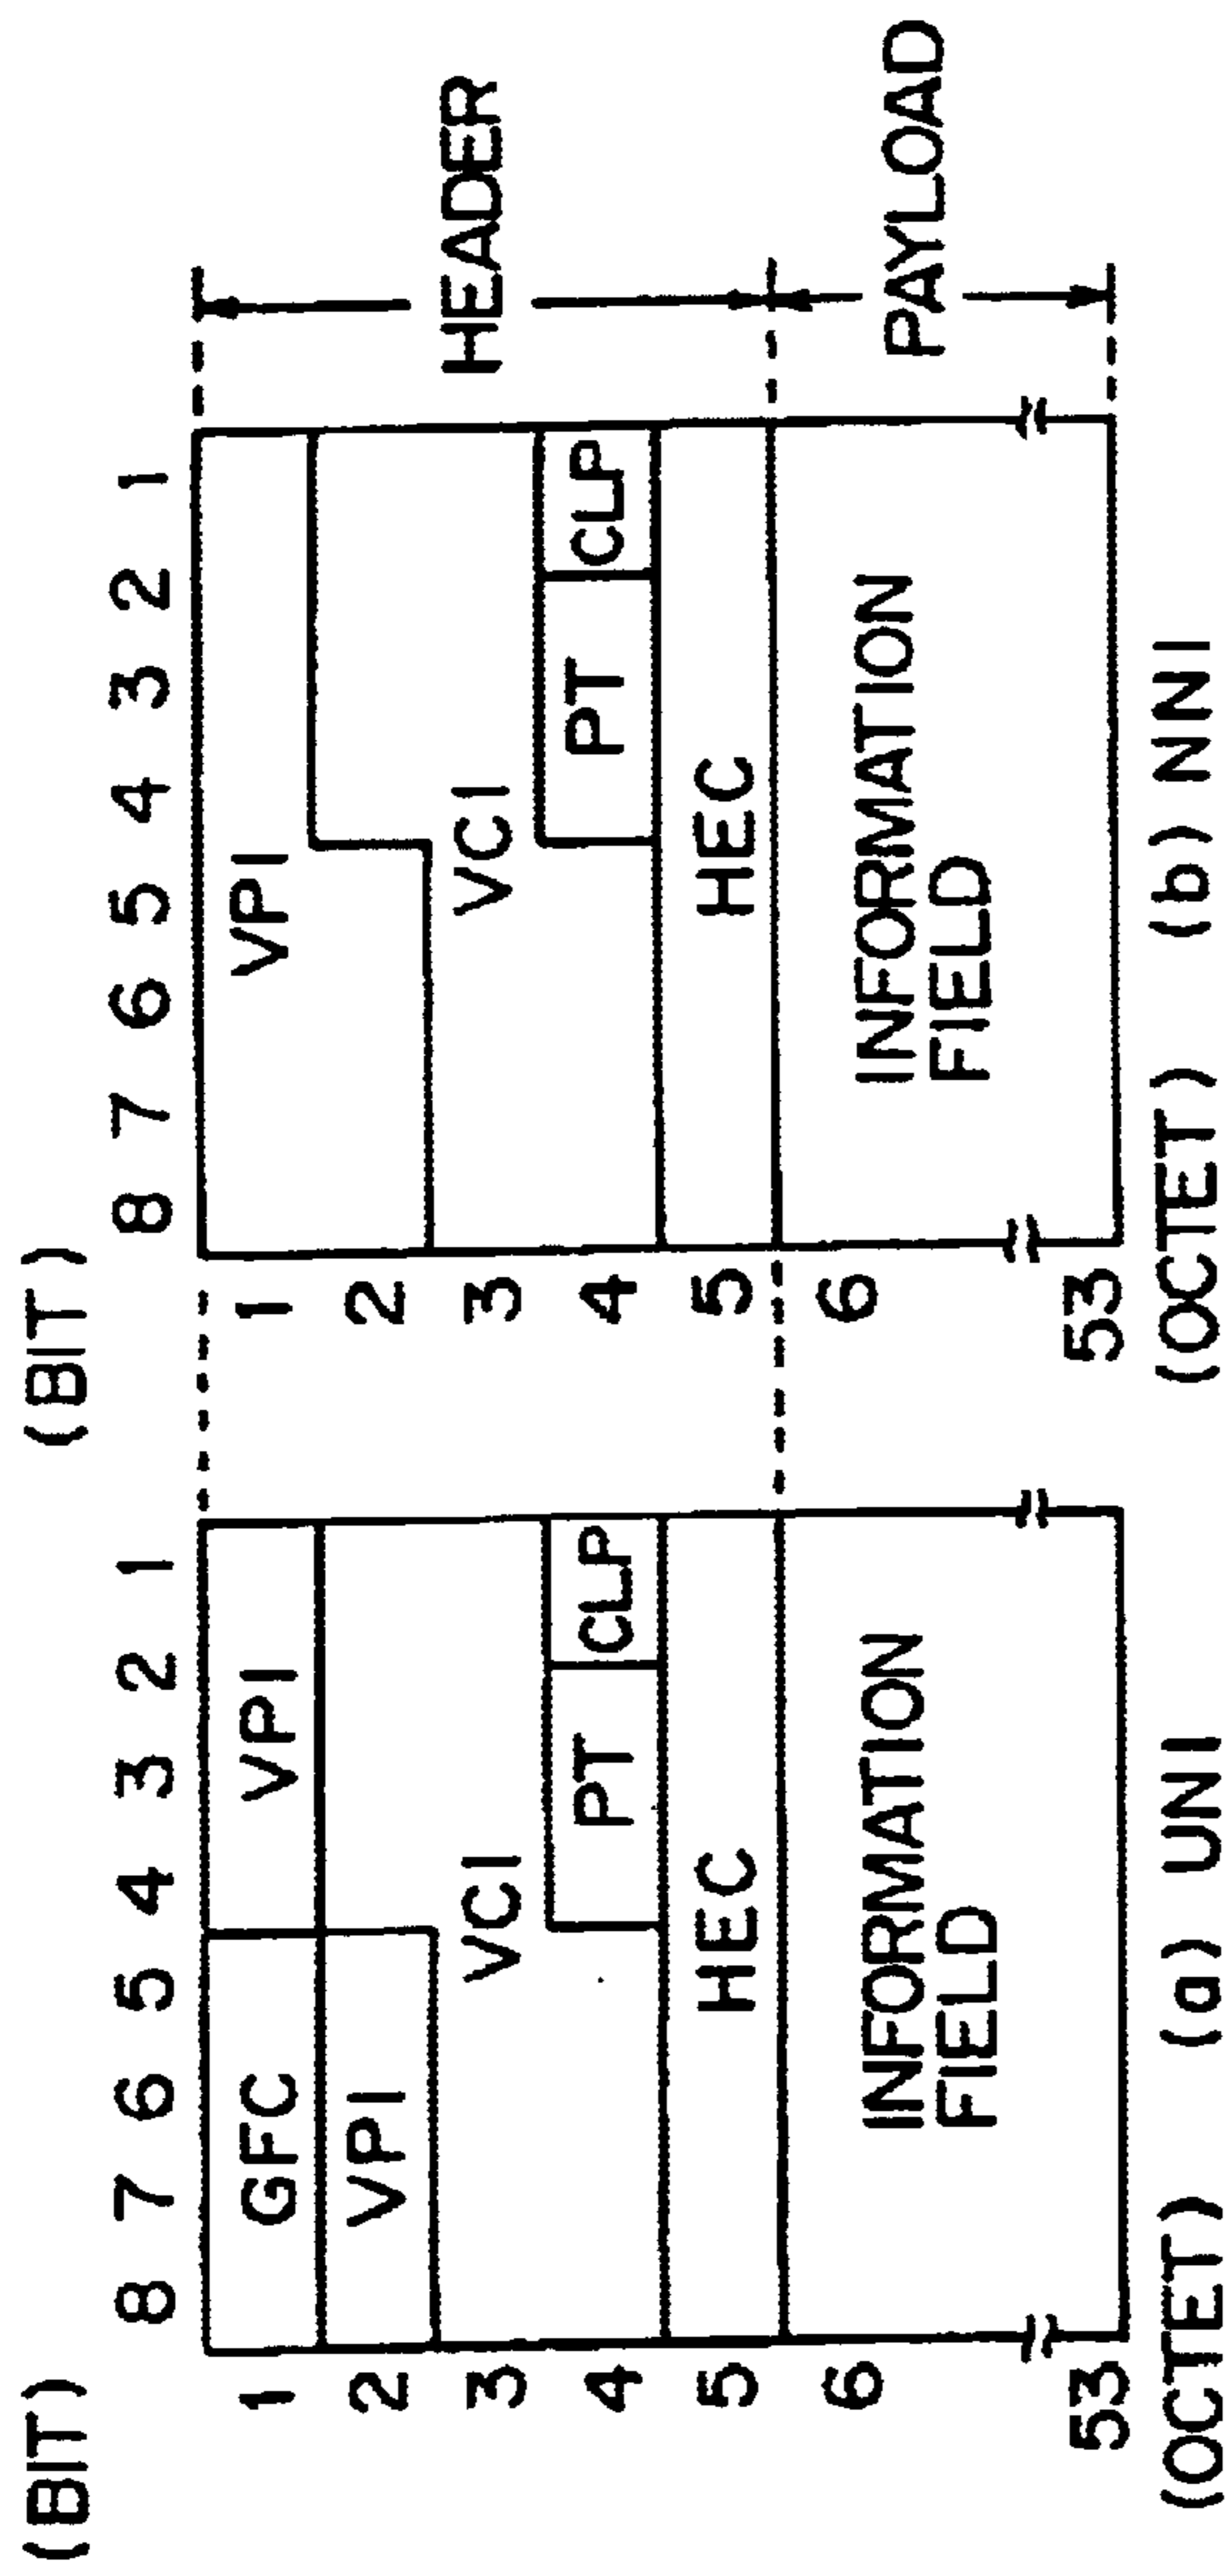 (BIT)
8 7 6 5 4 3 2 1
1 GFC VPI
2 VPI
3 VCI
4 PT CLP
5 HEC
6 INFORMATION
FIELD
53
(OCTET) (a) UNI
(BIT)
8 7 6 5 4 3 2 1
1 VPI
2
3 VCI
4 PT CLP
5 HEC
6 INFORMATION
FIELD
53
(OCTET) (b) NNI
HEADER
PAYLOAD